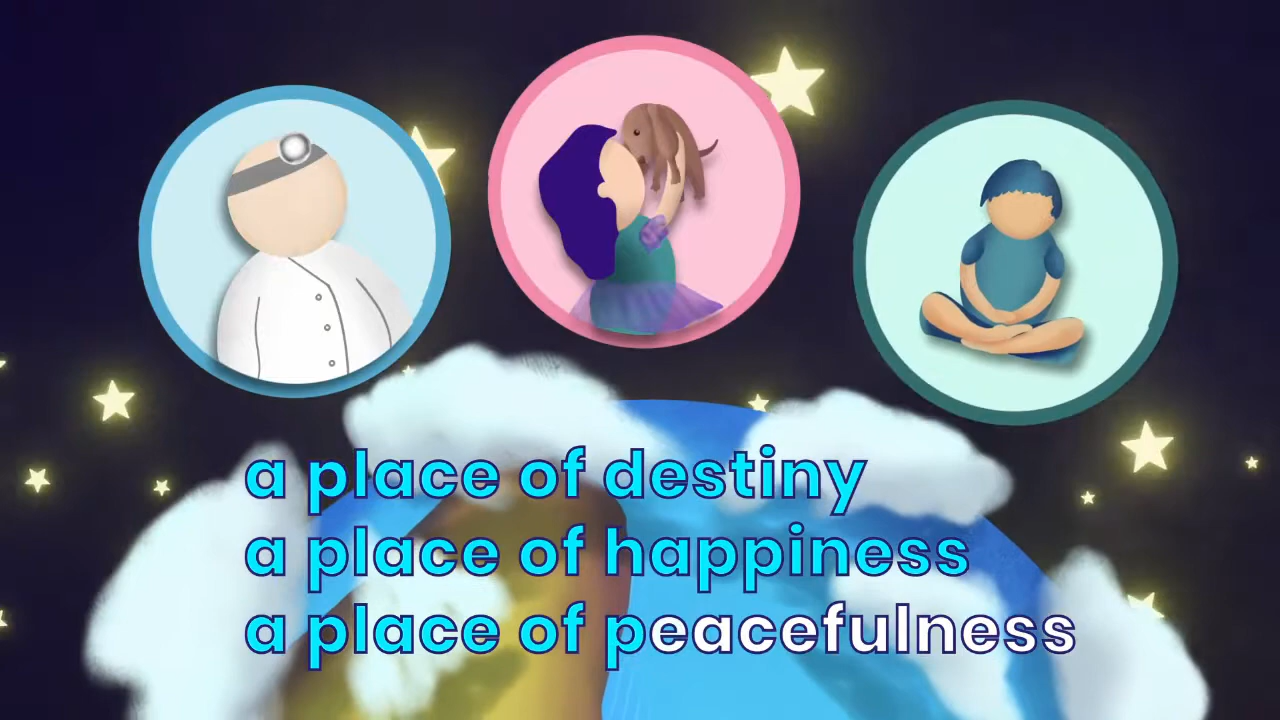 a place of destiny
a place of happiness
a place of peacefulness